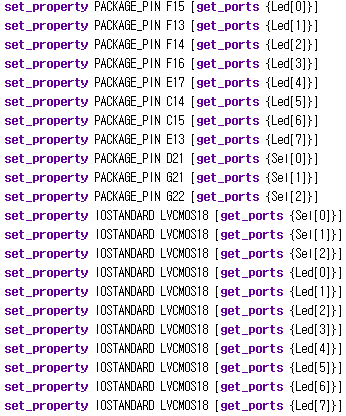 set_property PACKAGE_PIN F15 [get_ports {Led[0]}]
set_property PACKAGE_PIN F13 [get_ports {Led[1]}]
set_property PACKAGE_PIN F14 [get_ports {Led[2]}]
set_property PACKAGE_PIN F16 [get_ports {Led[3]}]
set_property PACKAGE_PIN E17 [get_ports {Led[4]}]
set_property PACKAGE_PIN C14 [get_ports {Led[5]}]
set_property PACKAGE_PIN C15 [get_ports {Led[6]}]
set_property PACKAGE_PIN E13 [get_ports {Led[7]}]
set_property PACKAGE_PIN D21 [get_ports {Sel[0]}]
set_property PACKAGE_PIN G21 [get_ports {Sel[1]}]
set_property PACKAGE_PIN G22 [get_ports {Sel[2]}]
set_property IOSTANDARD LVCMOS18 [get_ports {Sel[0]}]
set_property IOSTANDARD LVCMOS18 [get_ports {Sel[1]}]
set_property IOSTANDARD LVCMOS18 [get_ports {Sel[2]}]
set_property IOSTANDARD LVCMOS18 [get_ports {Led[0]}]
set_property IOSTANDARD LVCMOS18 [get_ports {Led[1]}]
set_property IOSTANDARD LVCMOS18 [get_ports {Led[2]}]
set_property IOSTANDARD LVCMOS18 [get_ports {Led[3]}]
set_property IOSTANDARD LVCMOS18 [get_ports {Led[4]}]
set_property IOSTANDARD LVCMOS18 [get_ports {Led[5]}]
set_property IOSTANDARD LVCMOS18 [get_ports {Led[6]}]
set_property IOSTANDARD LVCMOS18 [get_ports {Led[7]}]